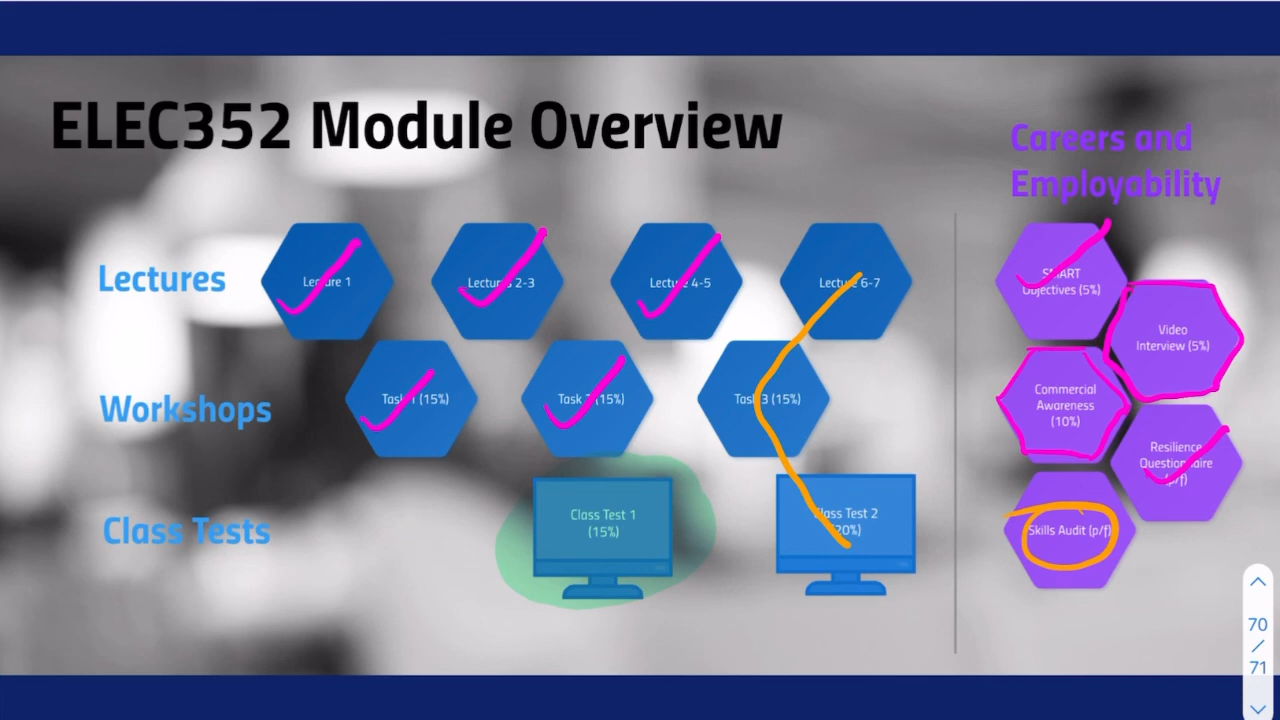 ELEC352 Module Overview
Careers and
Employability
Lectures
Lecture 1
Lectures 2-3
Lecture 4-5
Lecture 6-7
Workshops
Task 1 (15%)
Task 2 (15%)
Task 3 (15%)
Class Tests
Class Test 1
(15%)
Class Test 2
(20%)
SMART
Objectives (5%)
Video
Interview (5%)
Commercial
Awareness
(10%)
Resilience
Questionnaire
(p/f)
Skills Audit (p/f)
70
/
71